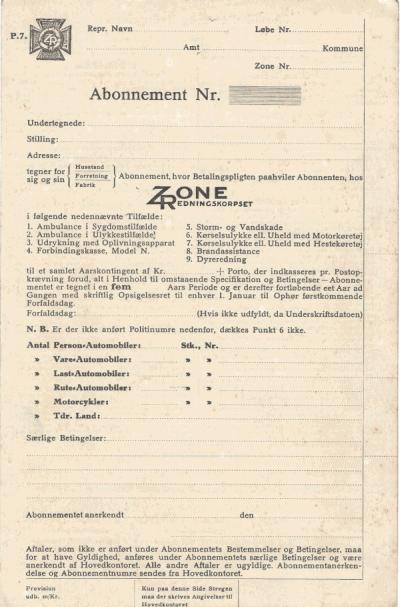 P.7.
Repr. Navn Løbe Nr.
Amt Kommune
Zone Nr.
Abonnement Nr.
Undertegnede:
Stilling:
Adresse:
tegner for sig og sin { Husstand Forretning Fabrik } Abonnement, hvor Betalingspligten paahviler Abonnenten, hos
ZONE
REDNINGSKORPSET
i følgende nedennævnte Tilfælde:
1. Ambulance i Sygdomstilfælde
2. Ambulance i Ulykkestilfælde
3. Udrykning med Oplivningsapparat
4. Forbindingskasse, Model N.
5. Storm- og Vandskade
6. Kørselsulykke ell. Uheld med Motorkøretøj
7. Kørselsulykke ell. Uheld med Hestekøretøj
8. Brandassistance
9. Dyreredning
til et samlet Aarskontingent af Kr. + Porto, der indkasseres pr. Postop-
krævning forud, alt i Henhold til omstaaende Specifikation og Betingelser — Abonne-
mentet er tegnet i en fem Aars Periode og er derefter fortløbende eet Aar ad
Gangen med skriftlig Opsigelsesret til enhver 1. Januar til Ophør førstkommende
Forfaldsdag.
Forfaldsdag: (Hvis ikke udfyldt, da Underskriftsdatoen)
N. B. Er der ikke anført Politinumre nedenfor, dækkes Punkt 6 ikke.
Antal Person=Automobiler: Stk., Nr.
» Vare=Automobiler: » »
» Last=Automobiler: » »
» Rute=Automobiler: » »
» Motorcykler: » »
» Tdr. Land:
Særlige Betingelser:
Abonnementet anerkendt den
Aftaler, som ikke er anført under Abonnementets Bestemmelser og Betingelser, maa
for at have Gyldighed, anføres under Abonnementets særlige Betingelser og være
anerkendt af Hovedkontoret. Alle andre Aftaler er ugyldige. Abonnementanerken-
delse og Abonnementnumre sendes fra Hovedkontoret.
Provision
udb. m/Kr.
Kun paa denne Side Stregen
maa der skrives Angivelser til
Hovedkontoret